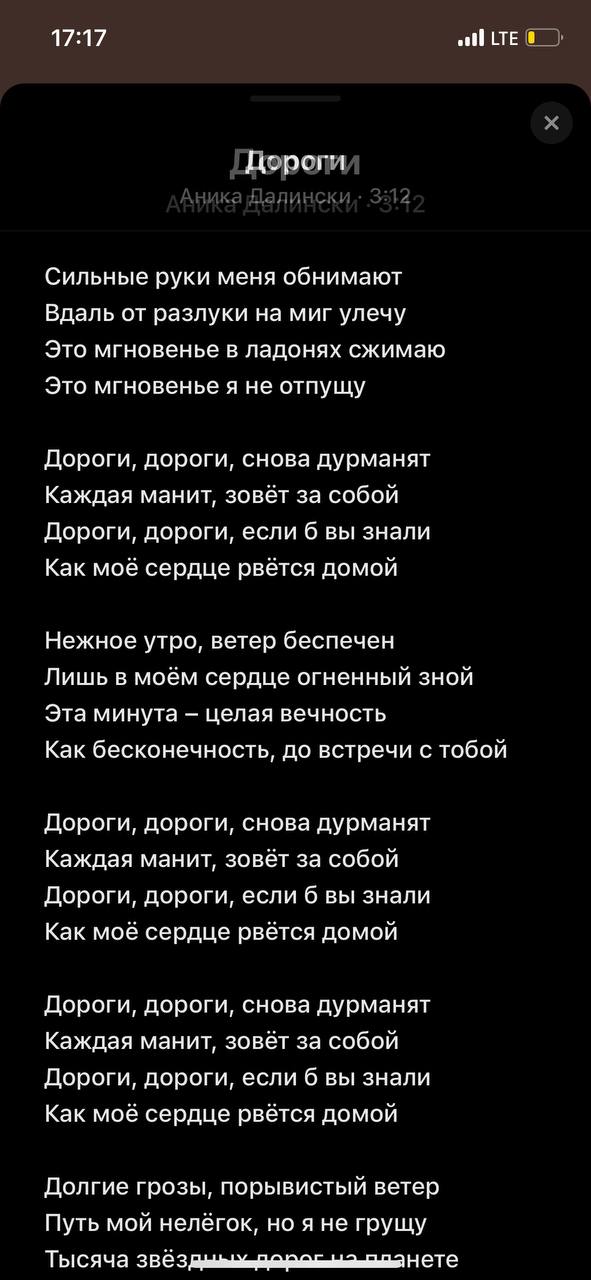 17:17
LTE
Дороги
Аника Далински · 3:12
Сильные руки меня обнимают
Вдаль от разлуки на миг улечу
Это мгновенье в ладонях сжимаю
Это мгновенье я не отпущу
Дороги, дороги, снова дурманят
Каждая манит, зовёт за собой
Дороги, дороги, если б вы знали
Как моё сердце рвётся домой
Нежное утро, ветер беспечен
Лишь в моём сердце огненный зной
Эта минута – целая вечность
Как бесконечность, до встречи с тобой
Дороги, дороги, снова дурманят
Каждая манит, зовёт за собой
Дороги, дороги, если б вы знали
Как моё сердце рвётся домой
Дороги, дороги, снова дурманят
Каждая манит, зовёт за собой
Дороги, дороги, если б вы знали
Как моё сердце рвётся домой
Долгие грозы, порывистый ветер
Путь мой нелёгок, но я не грущу
Тысяча звёздных дорог на планете